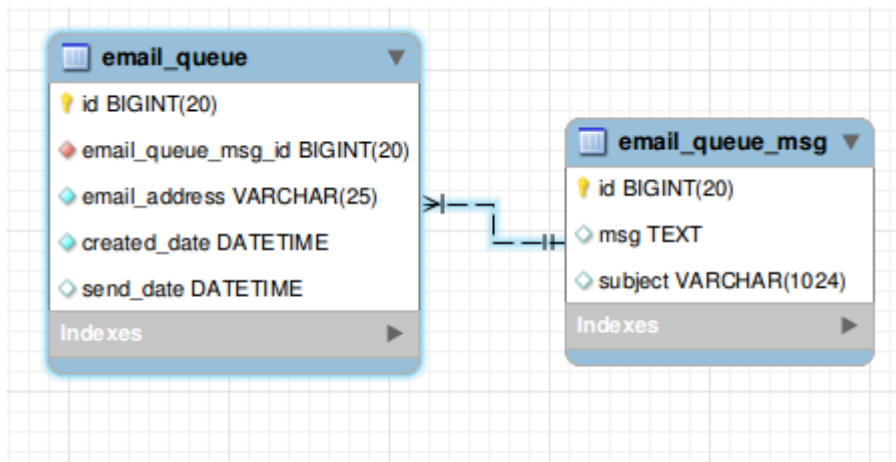 email_queue
id BIGINT(20)
email_queue_msg_id BIGINT(20)
email_address VARCHAR(25)
created_date DATETIME
send_date DATETIME
Indexes
email_queue_msg
id BIGINT(20)
msg TEXT
subject VARCHAR(1024)
Indexes